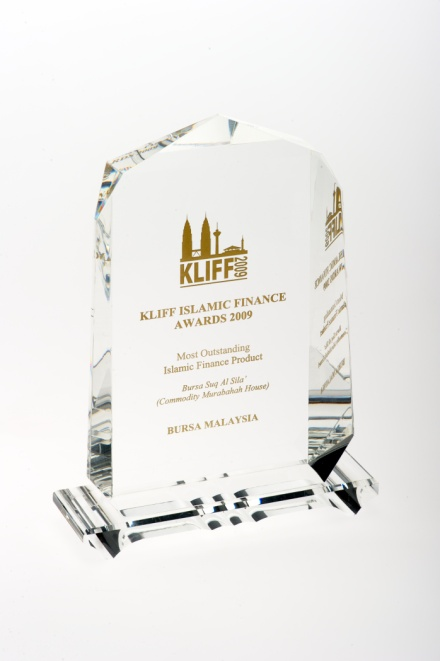 KLIFF
2009
KLIFF ISLAMIC FINANCE
AWARDS 2009
Most Outstanding
Islamic Finance Product
Bursa Suq Al Sila'
(Commodity Murabahah House)
BURSA MALAYSIA